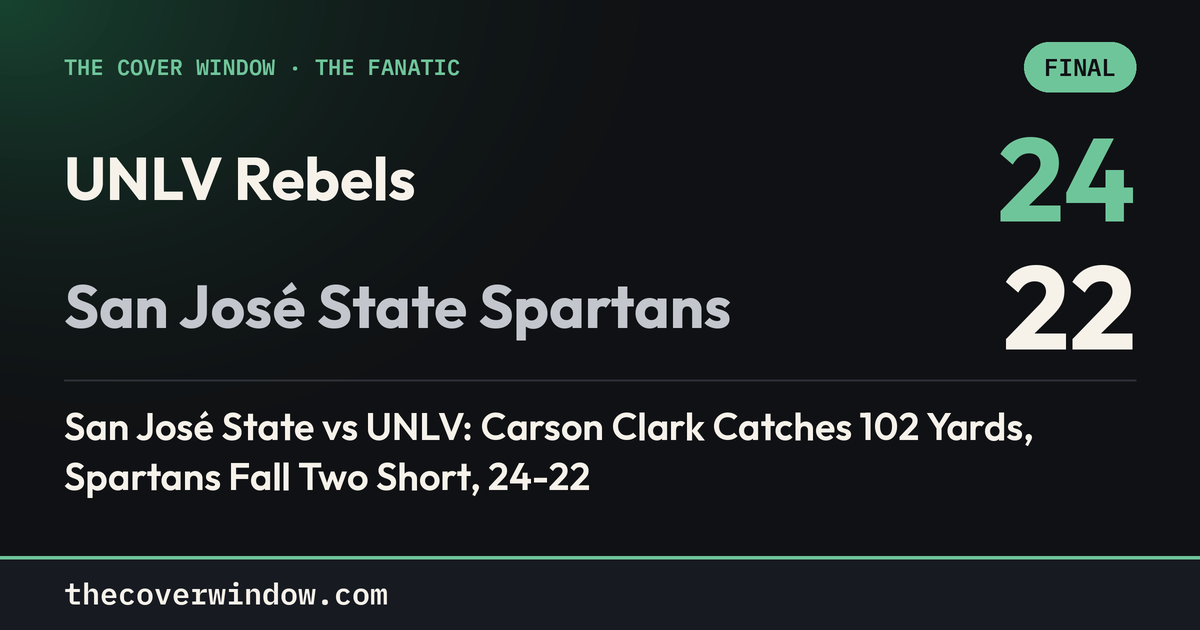 THE COVER WINDOW · THE FANATIC
FINAL
UNLV Rebels
24
San José State Spartans
22
San José State vs UNLV: Carson Clark Catches 102 Yards,
Spartans Fall Two Short, 24-22
thecoverwindow.com